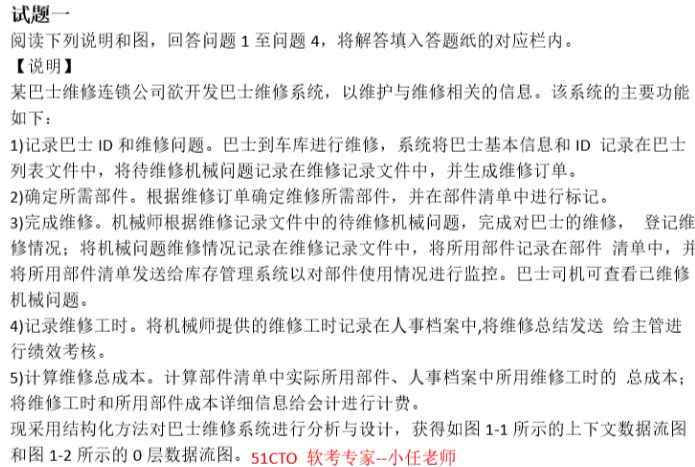 试题一
阅读下列说明和图，回答问题 1 至问题 4，将解答填入答题纸的对应栏内。
【说明】
某巴士维修连锁公司欲开发巴士维修系统，以维护与维修相关的信息。该系统的主要功能
如下：
1)记录巴士 ID 和维修问题。巴士到车库进行维修，系统将巴士基本信息和 ID 记录在巴士
列表文件中，将待维修机械问题记录在维修记录文件中，并生成维修订单。
2)确定所需部件。根据维修订单确定维修所需部件，并在部件清单中进行标记。
3)完成维修。机械师根据维修记录文件中的待维修机械问题，完成对巴士的维修， 登记维
修情况；将机械问题维修情况记录在维修记录文件中，将所用部件记录在部件 清单中，并
将所用部件清单发送给库存管理系统以对部件使用情况进行监控。巴士司机可查看已维修
机械问题。
4)记录维修工时。将机械师提供的维修工时记录在人事档案中,将维修总结发送 给主管进
行绩效考核。
5)计算维修总成本。计算部件清单中实际所用部件、人事档案中所用维修工时的 总成本；
将维修工时和所用部件成本详细信息给会计进行计费。
现采用结构化方法对巴士维修系统进行分析与设计，获得如图 1-1 所示的上下文数据流图
和图 1-2 所示的 0 层数据流图。 51CTO 软考专家--小任老师